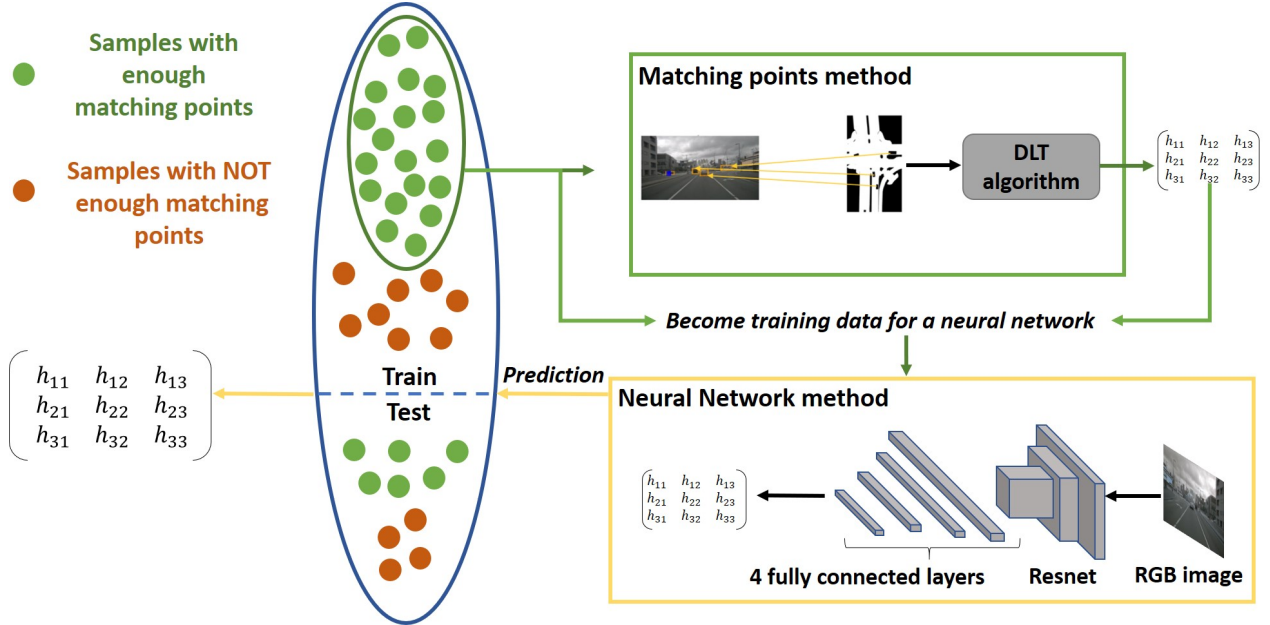 Samples with
enough
matching points
Samples with NOT
enough matching
points
Matching points method
DLT
algorithm
h11 h12 h13
h21 h22 h23
h31 h32 h33
Become training data for a neural network
Train
Test
Prediction
h11 h12 h13
h21 h22 h23
h31 h32 h33
Neural Network method
h11 h12 h13
h21 h22 h23
h31 h32 h33
4 fully connected layers
Resnet
RGB image